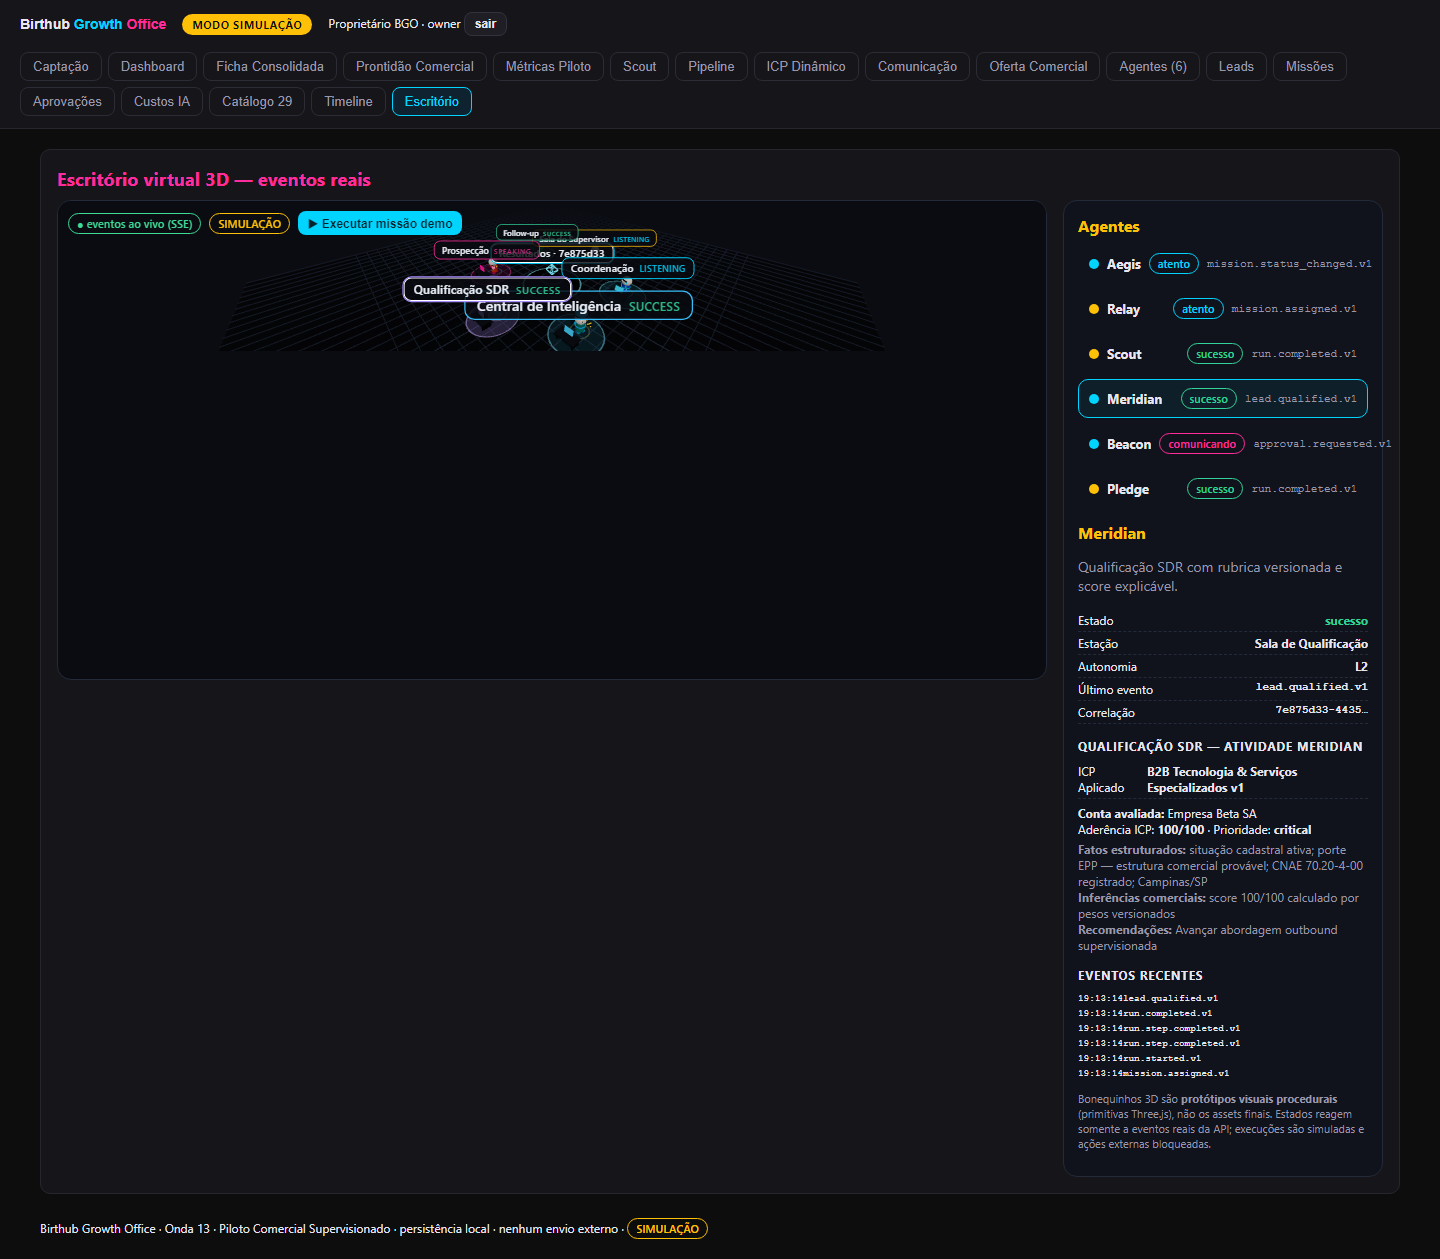 Birthub Growth Office MODO SIMULAÇÃO Proprietário BGO · owner sair
Captação Dashboard Ficha Consolidada Prontidão Comercial Métricas Piloto Scout Pipeline ICP Dinâmico Comunicação Oferta Comercial Agentes (6) Leads Missões
Aprovações Custos IA Catálogo 29 Timeline Escritório
Escritório virtual 3D — eventos reais
● eventos ao vivo (SSE) SIMULAÇÃO ▶ Executar missão demo
Follow-up SUCCESS
Supervisor LISTENING
Prospecção SPEAKING
os · 7e875d33
Coordenação LISTENING
Qualificação SDR SUCCESS
Central de Inteligência SUCCESS
Agentes
Aegis atento mission.status_changed.v1
Relay atento mission.assigned.v1
Scout sucesso run.completed.v1
Meridian sucesso lead.qualified.v1
Beacon comunicando approval.requested.v1
Pledge sucesso run.completed.v1
Meridian
Qualificação SDR com rubrica versionada e
score explicável.
Estado sucesso
Estação Sala de Qualificação
Autonomia L2
Último evento lead.qualified.v1
Correlação 7e875d33-4435…
QUALIFICAÇÃO SDR — ATIVIDADE MERIDIAN
ICP Aplicado B2B Tecnologia & Serviços
Especializados v1
Conta avaliada: Empresa Beta SA
Aderência ICP: 100/100 · Prioridade: critical
Fatos estruturados: situação cadastral ativa; porte
EPP — estrutura comercial provável; CNAE 70.20-4-00
registrado; Campinas/SP
Inferências comerciais: score 100/100 calculado por
pesos versionados
Recomendações: Avançar abordagem outbound
supervisionada
EVENTOS RECENTES
19:13:14lead.qualified.v1
19:13:14run.completed.v1
19:13:14run.step.completed.v1
19:13:14run.step.completed.v1
19:13:14run.started.v1
19:13:14mission.assigned.v1
Bonequinhos 3D são protótipos visuais procedurais
(primitivas Three.js), não os assets finais. Estados reagem
somente a eventos reais da API; execuções são simuladas e
ações externas bloqueadas.
Birthub Growth Office · Onda 13 · Piloto Comercial Supervisionado · persistência local · nenhum envio externo · SIMULAÇÃO